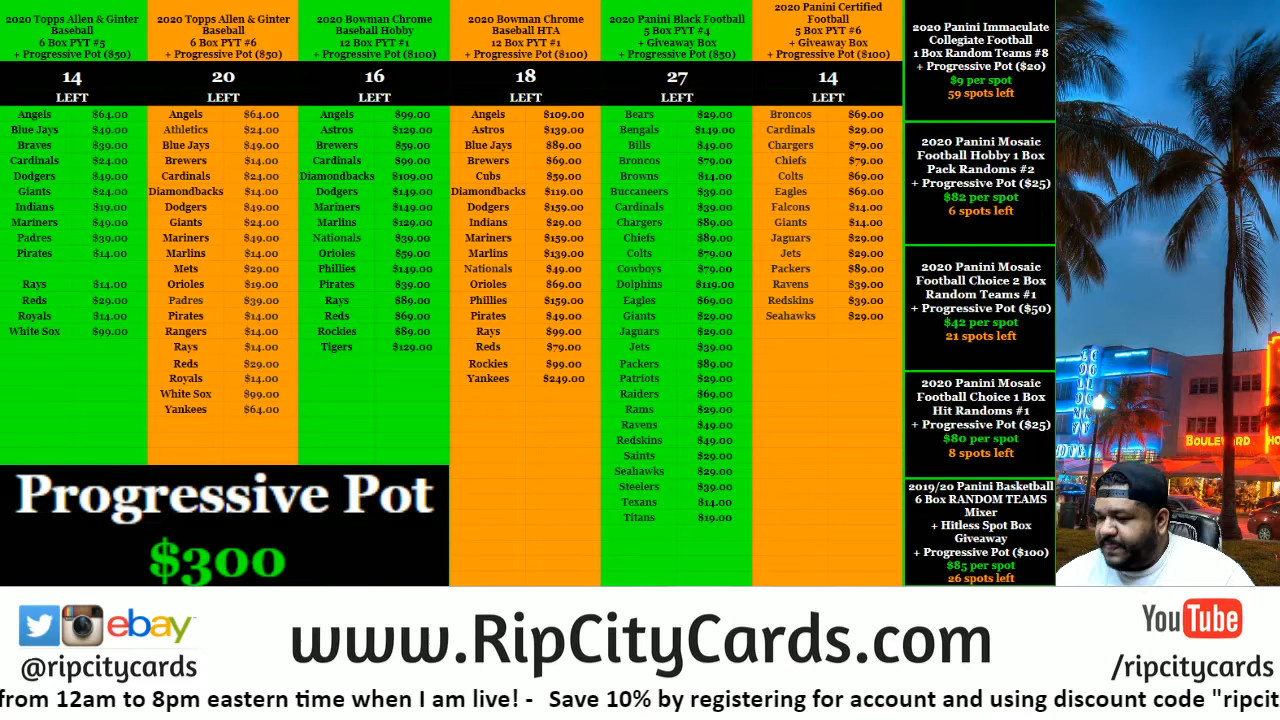 2020 Topps Allen & Ginter
Baseball
6 Box PYT #5
+ Progressive Pot ($50)
14
LEFT
Angels $64.00
Blue Jays $49.00
Braves $39.00
Cardinals $24.00
Dodgers $49.00
Giants $24.00
Indians $19.00
Mariners $49.00
Padres $39.00
Pirates $14.00
Rays $14.00
Reds $29.00
Royals $14.00
White Sox $99.00
2020 Topps Allen & Ginter
Baseball
6 Box PYT #6
+ Progressive Pot ($50)
20
LEFT
Angels $64.00
Athletics $24.00
Blue Jays $49.00
Brewers $14.00
Cardinals $24.00
Diamondbacks $14.00
Dodgers $49.00
Giants $24.00
Mariners $49.00
Marlins $14.00
Mets $29.00
Orioles $19.00
Padres $39.00
Pirates $14.00
Rangers $14.00
Rays $14.00
Reds $29.00
Royals $14.00
White Sox $99.00
Yankees $64.00
2020 Bowman Chrome
Baseball Hobby
12 Box PYT #1
+ Progressive Pot ($100)
16
LEFT
Angels $99.00
Astros $129.00
Brewers $59.00
Cardinals $99.00
Diamondbacks $109.00
Dodgers $149.00
Mariners $149.00
Marlins $129.00
Nationals $39.00
Orioles $59.00
Phillies $149.00
Pirates $39.00
Rays $89.00
Reds $69.00
Rockies $89.00
Tigers $129.00
2020 Bowman Chrome
Baseball HTA
12 Box PYT #1
+ Progressive Pot ($100)
18
LEFT
Angels $109.00
Astros $139.00
Blue Jays $89.00
Brewers $69.00
Cubs $59.00
Diamondbacks $119.00
Dodgers $159.00
Indians $29.00
Mariners $159.00
Marlins $139.00
Nationals $49.00
Orioles $69.00
Phillies $159.00
Pirates $49.00
Rays $99.00
Reds $79.00
Rockies $99.00
Yankees $249.00
2020 Panini Black Football
5 Box PYT #4
+ Giveaway Box
+ Progressive Pot ($50)
27
LEFT
Bears $29.00
Bengals $149.00
Bills $49.00
Broncos $79.00
Browns $14.00
Buccaneers $39.00
Cardinals $39.00
Chargers $89.00
Chiefs $89.00
Colts $79.00
Cowboys $79.00
Dolphins $119.00
Eagles $69.00
Giants $29.00
Jaguars $29.00
Jets $39.00
Packers $89.00
Patriots $29.00
Raiders $69.00
Rams $29.00
Ravens $49.00
Redskins $49.00
Saints $29.00
Seahawks $29.00
Steelers $39.00
Texans $14.00
Titans $19.00
2020 Panini Certified
Football
5 Box PYT #6
+ Giveaway Box
+ Progressive Pot ($100)
14
LEFT
Broncos $69.00
Cardinals $29.00
Chargers $79.00
Chiefs $79.00
Colts $69.00
Eagles $69.00
Falcons $14.00
Giants $14.00
Jaguars $29.00
Jets $29.00
Packers $89.00
Ravens $39.00
Redskins $39.00
Seahawks $29.00
2020 Panini Immaculate
Collegiate Football
1 Box Random Teams #8
+ Progressive Pot ($20)
$9 per spot
59 spots left
2020 Panini Mosaic
Football Hobby 1 Box
Pack Randoms #2
+ Progressive Pot ($25)
$82 per spot
6 spots left
2020 Panini Mosaic
Football Choice 2 Box
Random Teams #1
+ Progressive Pot ($50)
$42 per spot
21 spots left
2020 Panini Mosaic
Football Choice 1 Box
Hit Randoms #1
+ Progressive Pot ($25)
$80 per spot
8 spots left
2019/20 Panini Basketball
6 Box RANDOM TEAMS
Mixer
+ Hitless Spot Box
Giveaway
+ Progressive Pot ($100)
$85 per spot
26 spots left
COLONY
BOULEVARD
Progressive Pot
$300
ebay
@ripcitycards
www.RipCityCards.com
YouTube
/ripcitycards
from 12am to 8pm eastern time when I am live! - Save 10% by registering for account and using discount code "ripcit